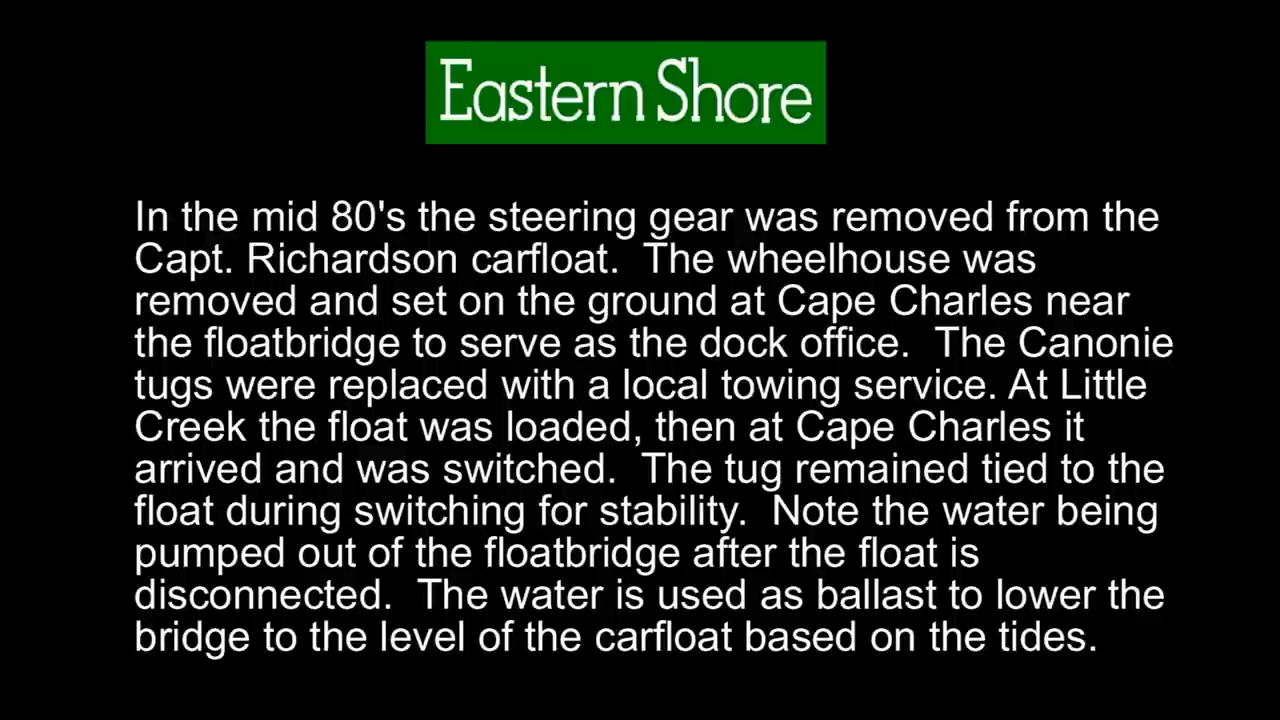 Eastern Shore
In the mid 80's the steering gear was removed from the
Capt. Richardson carfloat.  The wheelhouse was
removed and set on the ground at Cape Charles near
the floatbridge to serve as the dock office.  The Canonie
tugs were replaced with a local towing service. At Little
Creek the float was loaded, then at Cape Charles it
arrived and was switched.  The tug remained tied to the
float during switching for stability.  Note the water being
pumped out of the floatbridge after the float is
disconnected.  The water is used as ballast to lower the
bridge to the level of the carfloat based on the tides.